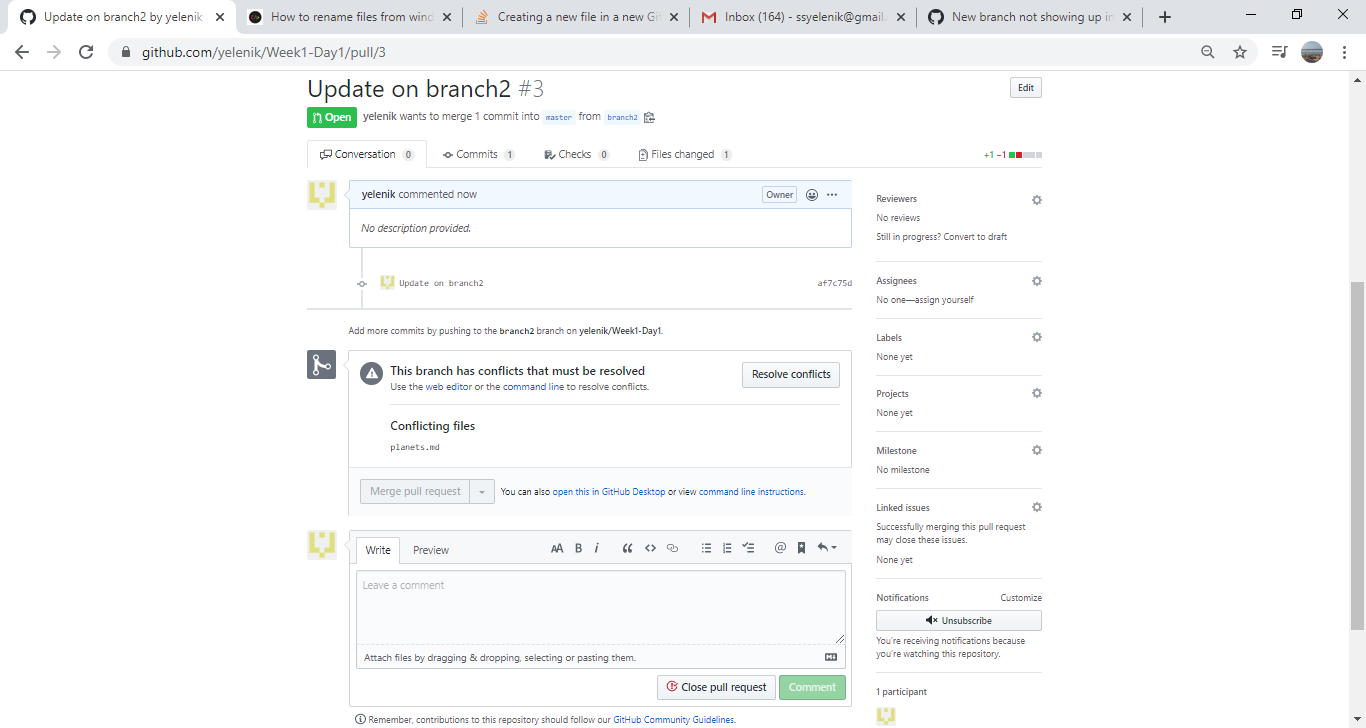 Update on branch2 by yelenik
How to rename files from wind
Creating a new file in a new Gi
Inbox (164) - ssyelenik@gmail.
New branch not showing up in
github.com/yelenik/Week1-Day1/pull/3
Update on branch2 #3
Edit
Open yelenik wants to merge 1 commit into master from branch2
Conversation 0 Commits 1 Checks 0 Files changed 1 +1 −1
yelenik commented now Owner
No description provided.
Update on branch2 af7c75d
Add more commits by pushing to the branch2 branch on yelenik/Week1-Day1.
This branch has conflicts that must be resolved
Use the web editor or the command line to resolve conflicts.
Resolve conflicts
Conflicting files
planets.md
Merge pull request You can also open this in GitHub Desktop or view command line instructions.
Write Preview AA B i
Leave a comment
Attach files by dragging & dropping, selecting or pasting them.
Close pull request Comment
Remember, contributions to this repository should follow our GitHub Community Guidelines.
Reviewers
No reviews
Still in progress? Convert to draft
Assignees
No one—assign yourself
Labels
None yet
Projects
None yet
Milestone
No milestone
Linked issues
Successfully merging this pull request
may close these issues.
None yet
Notifications Customize
Unsubscribe
You're receiving notifications because
you're watching this repository.
1 participant